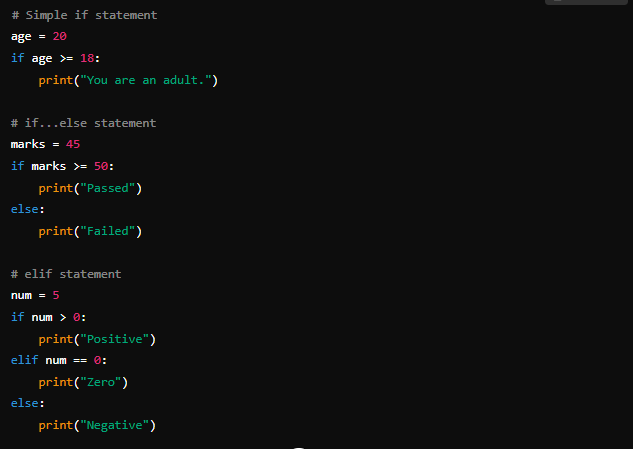 # Simple if statement
age = 20
if age >= 18:
    print("You are an adult.")

# if...else statement
marks = 45
if marks >= 50:
    print("Passed")
else:
    print("Failed")

# elif statement
num = 5
if num > 0:
    print("Positive")
elif num == 0:
    print("Zero")
else:
    print("Negative")